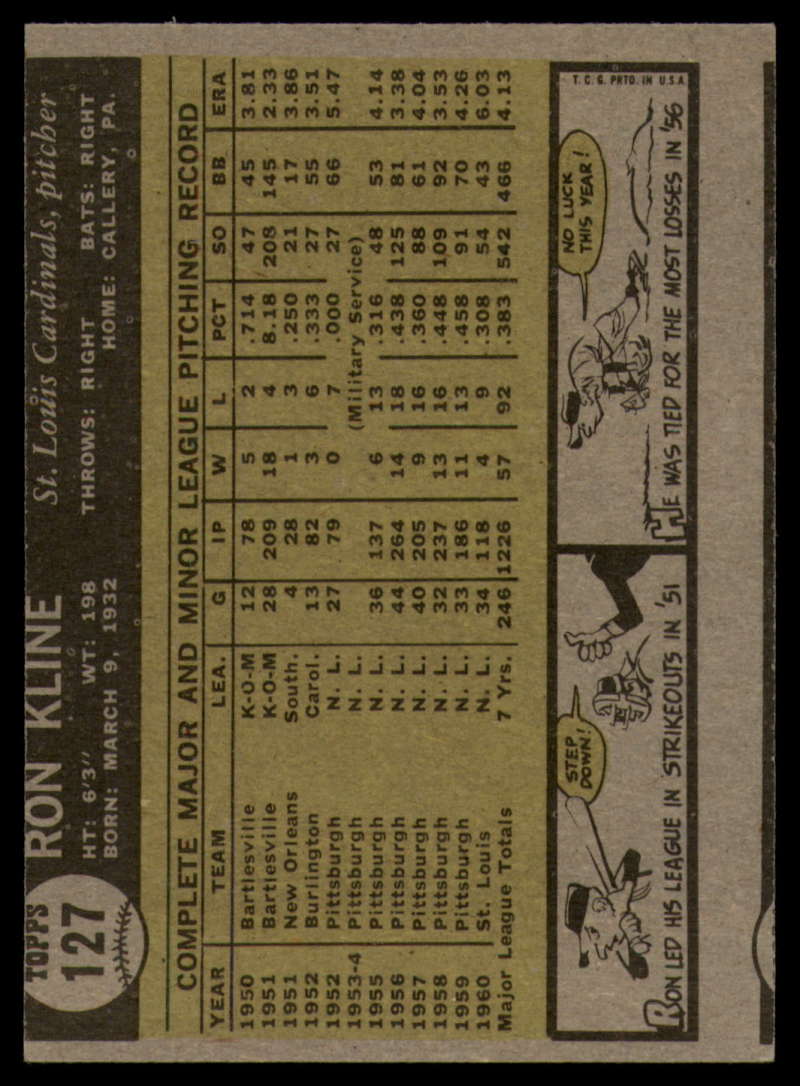 TOPPS
127
RON KLINE St. Louis Cardinals, pitcher
HT: 6'3" WT: 198 THROWS: RIGHT BATS: RIGHT
BORN: MARCH 9, 1932 HOME: CALLERY, PA.
COMPLETE MAJOR AND MINOR LEAGUE PITCHING RECORD
YEAR TEAM LEA. G IP W L PCT SO BB ERA
1950 Bartlesville K-O-M 12 78 5 2 .714 47 45 3.81
1951 Bartlesville K-O-M 28 209 18 4 8.18 208 145 2.33
1951 New Orleans South. 4 28 1 3 .250 21 17 3.86
1952 Burlington Carol. 13 82 3 6 .333 27 55 3.51
1952 Pittsburgh N. L. 27 79 0 7 .000 27 66 5.47
1953-4 Pittsburgh N. L. (Military Service)
1955 Pittsburgh N. L. 36 137 6 13 .316 48 53 4.14
1956 Pittsburgh N. L. 44 264 14 18 .438 125 81 3.38
1957 Pittsburgh N. L. 40 205 9 16 .360 88 61 4.04
1958 Pittsburgh N. L. 32 237 13 16 .448 109 92 3.53
1959 Pittsburgh N. L. 33 186 11 13 .458 91 70 4.26
1960 St. Louis N. L. 34 118 4 9 .308 54 43 6.03
Major League Totals 7 Yrs. 246 1226 57 92 .383 542 466 4.13
STEP
DOWN!
RON LED HIS LEAGUE IN STRIKEOUTS IN '51
T. C. G. PRTD. IN U.S.A.
NO LUCK
THIS YEAR!
HE WAS TIED FOR THE MOST LOSSES IN '56